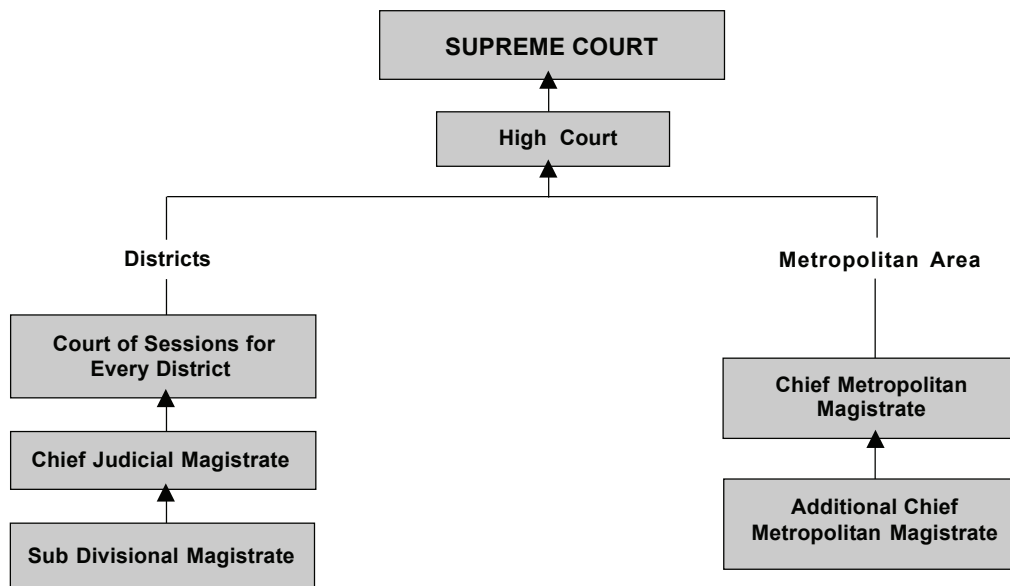 SUPREME COURT
High Court
Districts
Metropolitan Area
Court of Sessions for
Every District
Chief Metropolitan
Magistrate
Chief Judicial Magistrate
Additional Chief
Metropolitan Magistrate
Sub Divisional Magistrate